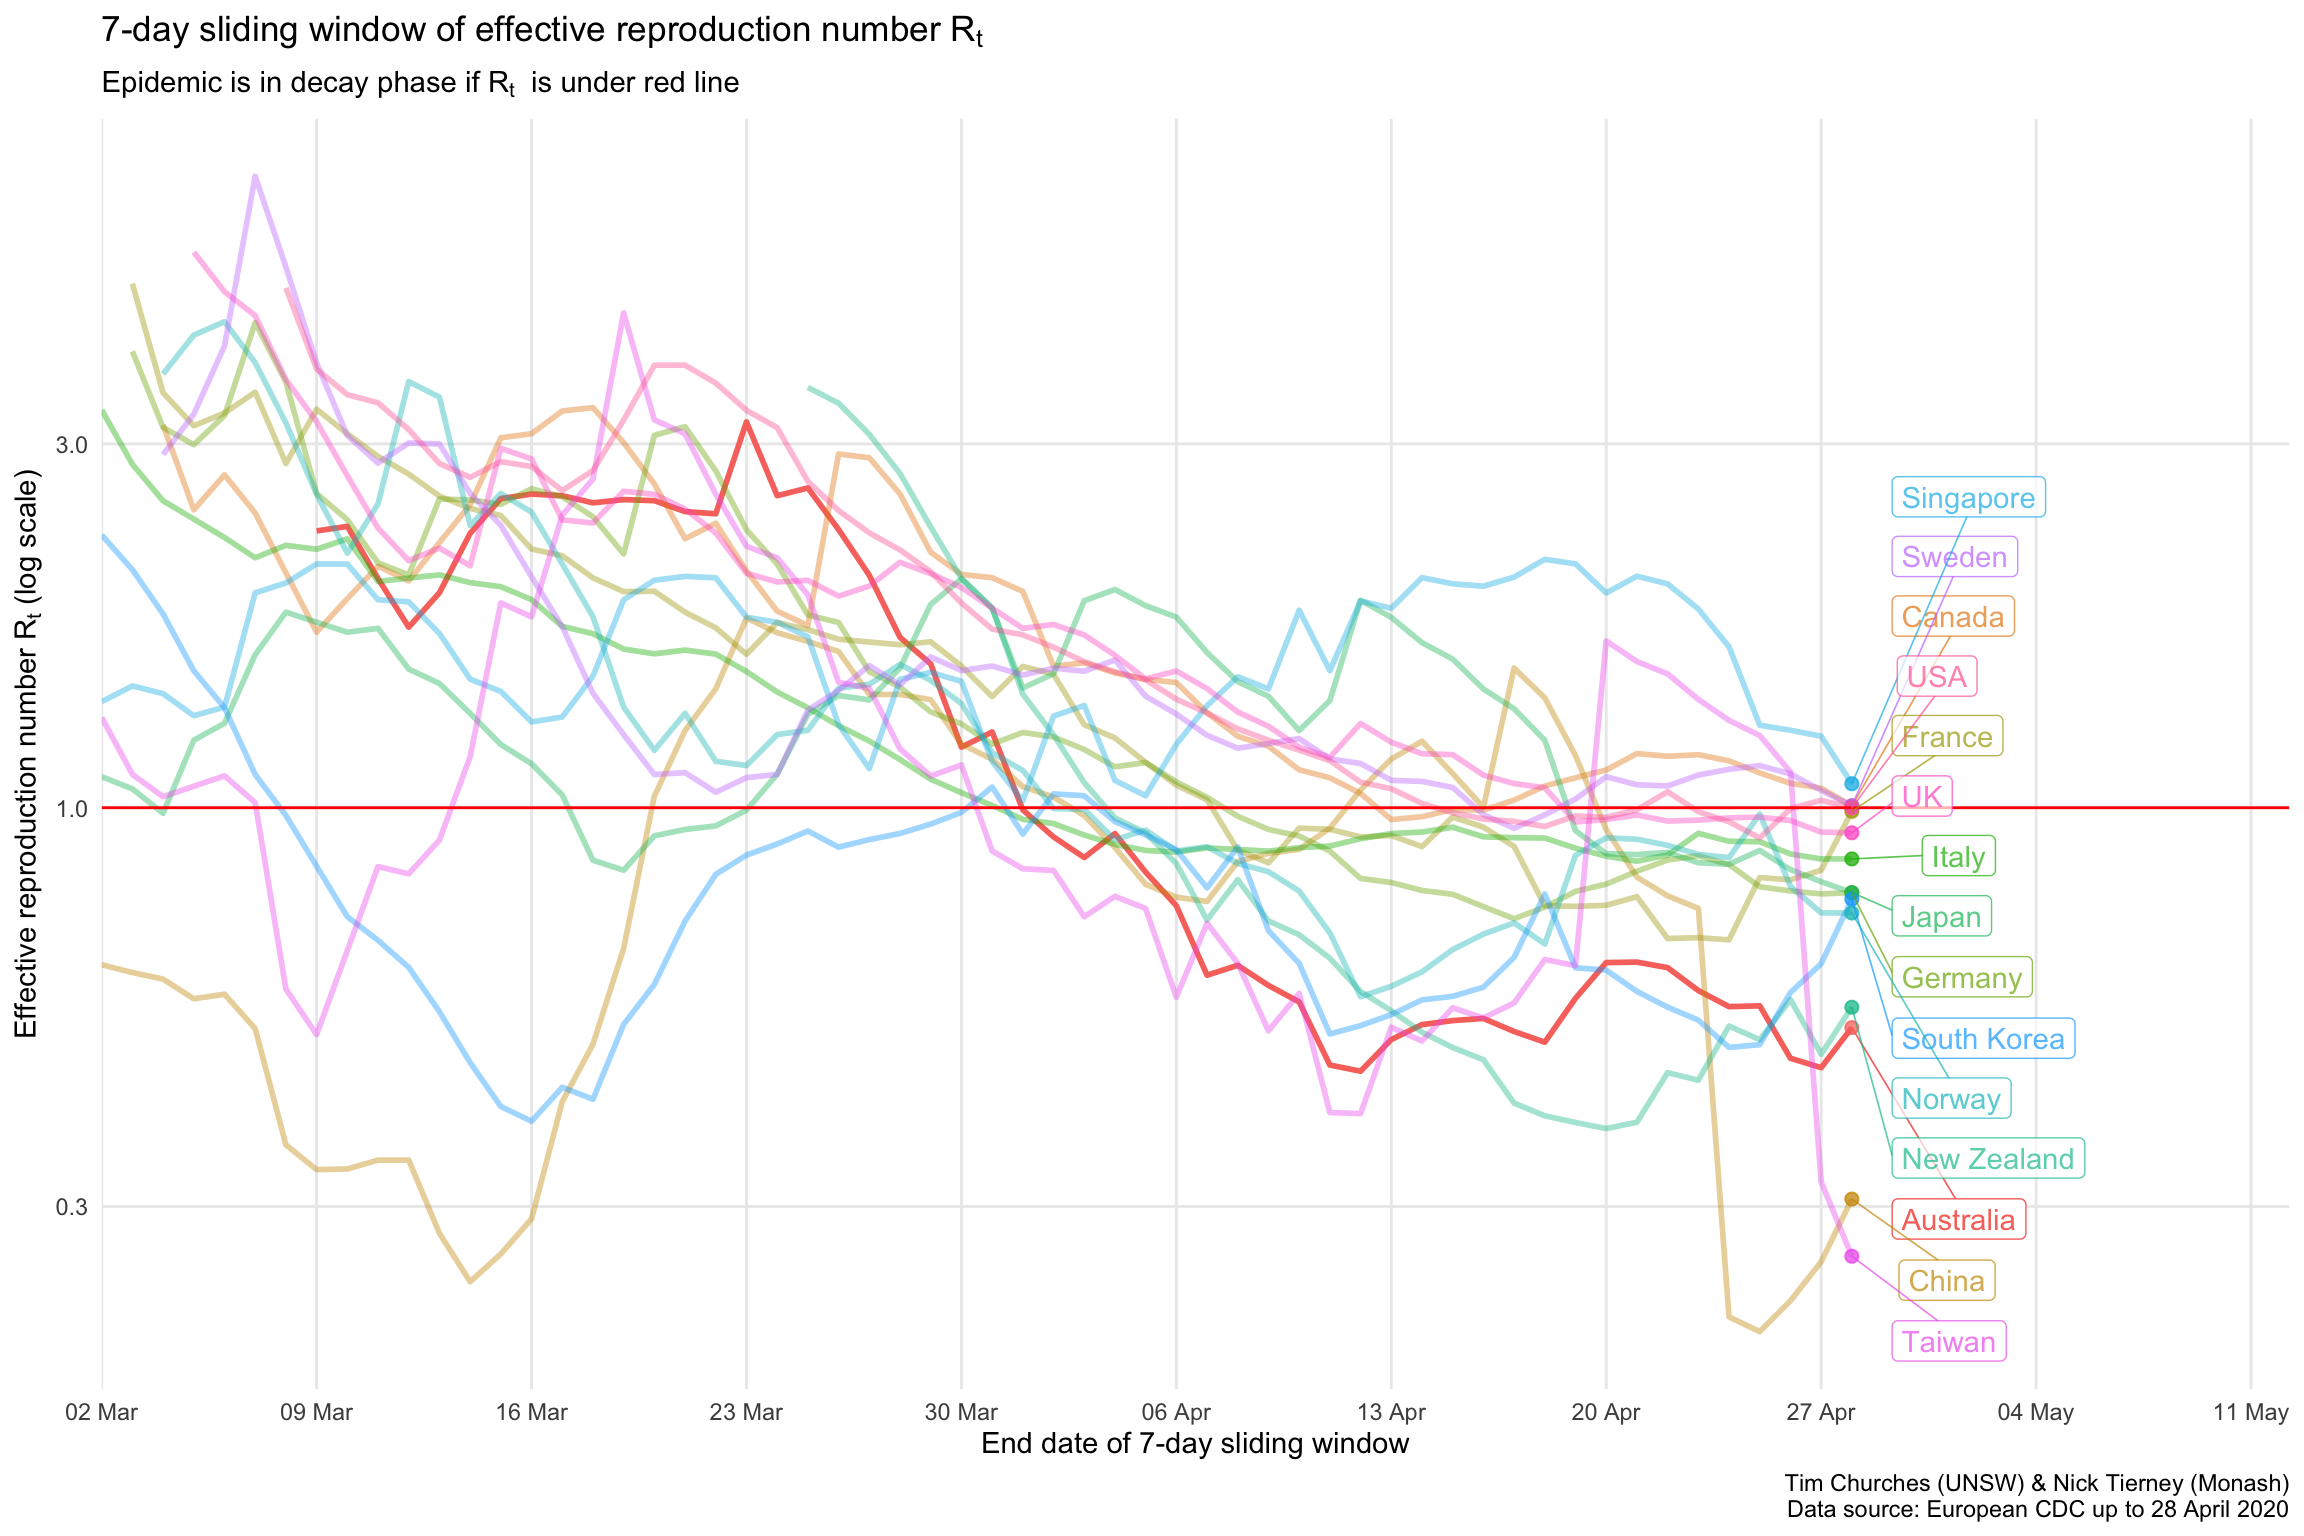 7-day sliding window of effective reproduction number Rt
Epidemic is in decay phase if Rt is under red line
Effective reproduction number Rt (log scale)
3.0
1.0
0.3
Singapore
Sweden
Canada
USA
France
UK
Italy
Japan
Germany
South Korea
Norway
New Zealand
Australia
China
Taiwan
02 Mar 09 Mar 16 Mar 23 Mar 30 Mar 06 Apr 13 Apr 20 Apr 27 Apr 04 May 11 May
End date of 7-day sliding window
Tim Churches (UNSW) & Nick Tierney (Monash)
Data source: European CDC up to 28 April 2020